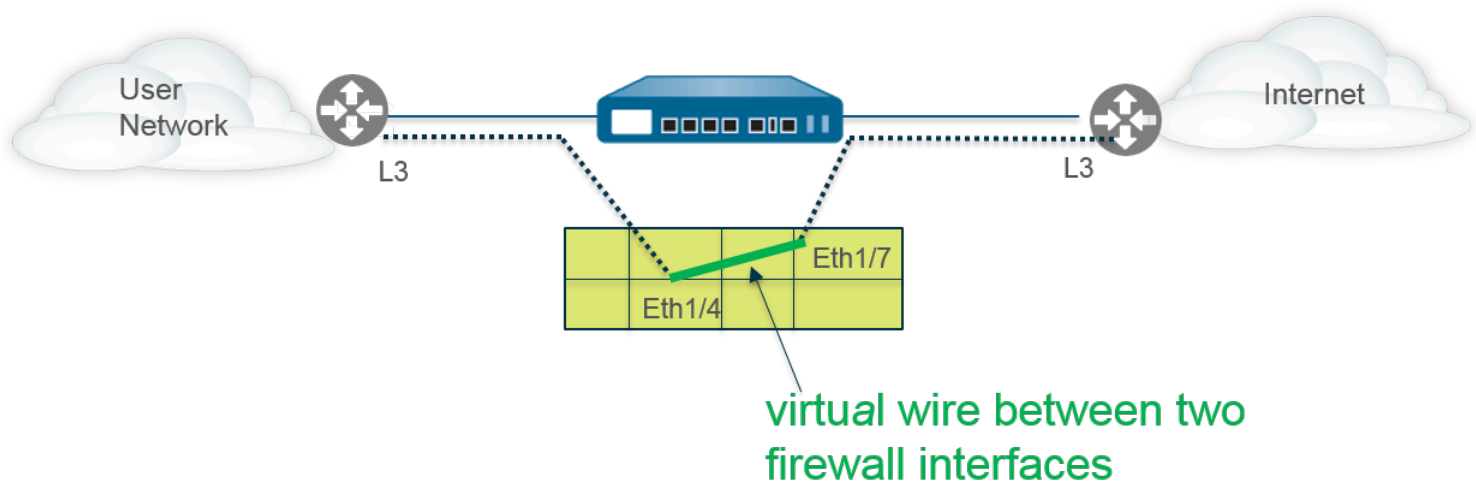 User
Network
Internet
L3
L3
Eth1/7
Eth1/4
virtual wire between two
firewall interfaces